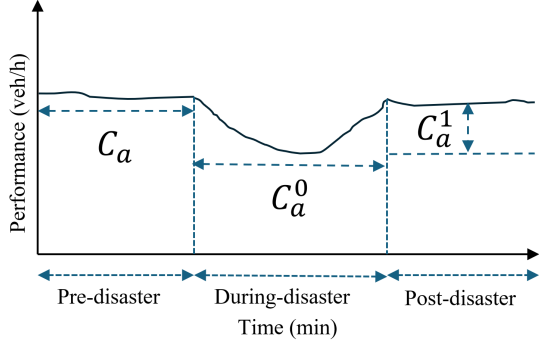 Performance (veh/h)
C_a
C_a^0
C_a^1
Pre-disaster
During-disaster
Post-disaster
Time (min)